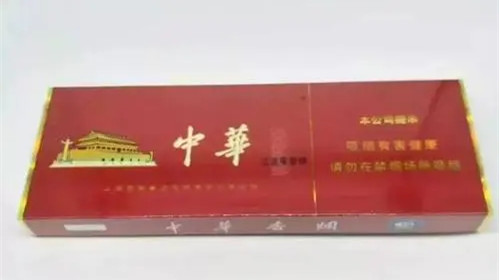 中華
本公司提示
吸烟有害健康
请勿在禁烟场所吸烟
中华香烟